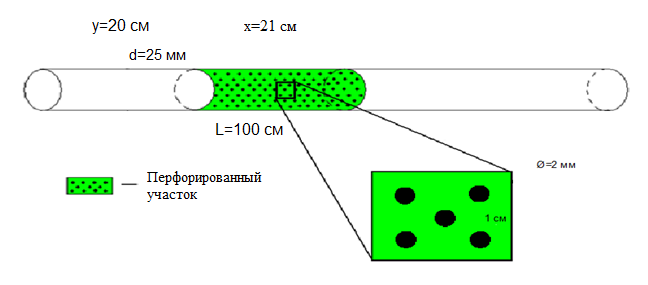 y=20 см
x=21 см
d=25 мм
L=100 см
Перфорированный
участок
Ø=2 мм
1 см